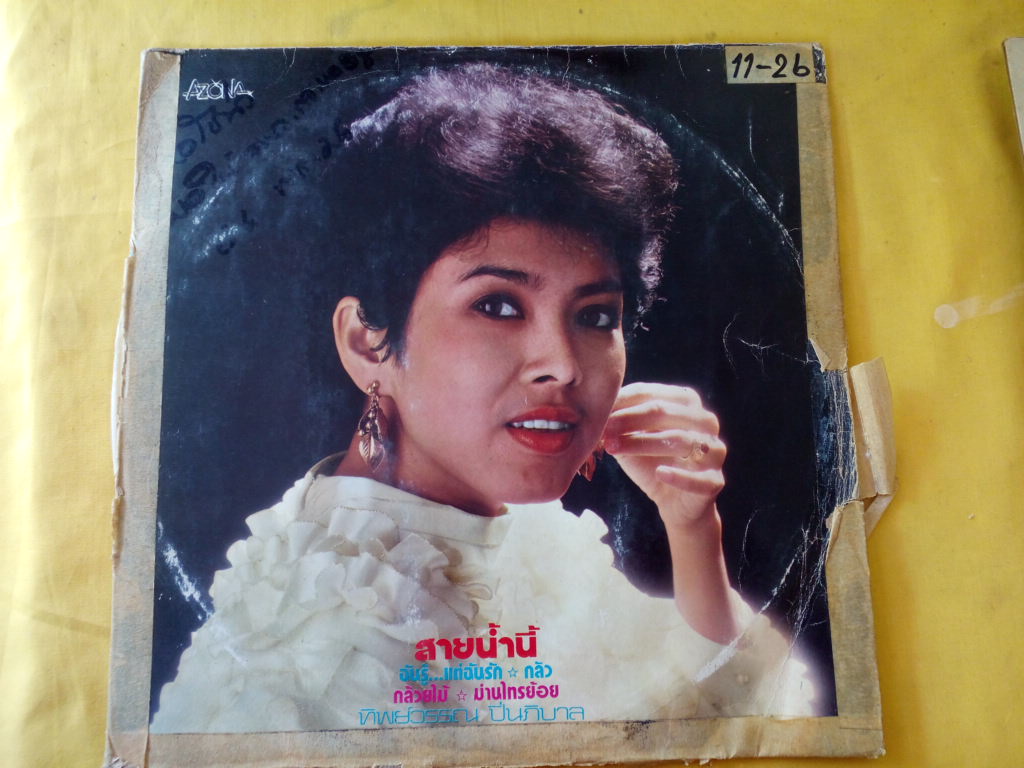 AZONA
11-26
สายน้ำนี้
ฉันรู้...แต่ฉันรัก ☆ กลัว
กล้วยไม้ ☆ ม่านไทรย้อย
ทิพย์วรรณ ปิ่นภิบาล